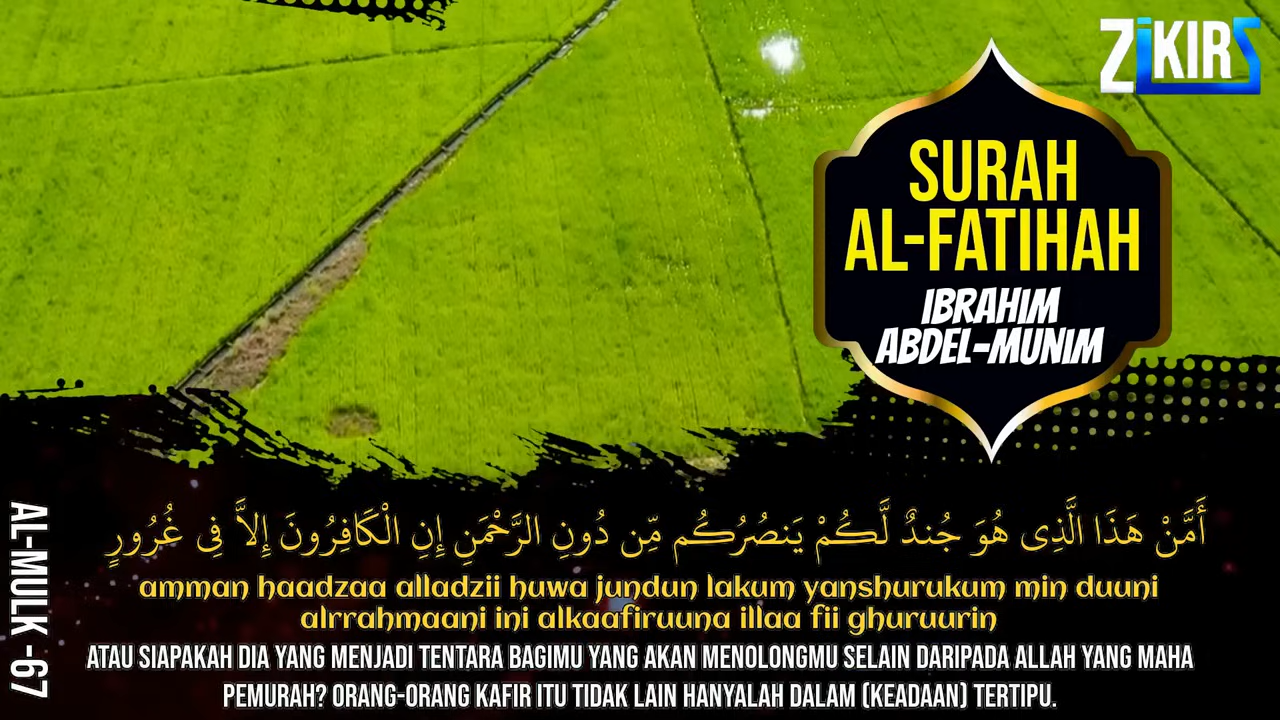 ZIKIRS
SURAH
AL-FATIHAH
IBRAHIM
ABDEL-MUNIM
AL-MULK -67
أَمَّنْ هَذَا الَّذِى هُوَ جُندٌ لَّكُمْ يَنصُرُكُم مِّن دُونِ الرَّحْمَنِ إِنِ الْكَافِرُونَ إِلاَّ فِى غُرُورٍ
amman haadzaa alladzii huwa jundun lakum yanshurukum min duuni
alrrahmaani ini alkaafiruuna illaa fii ghuruurin
ATAU SIAPAKAH DIA YANG MENJADI TENTARA BAGIMU YANG AKAN MENOLONGMU SELAIN DARIPADA ALLAH YANG MAHA
PEMURAH? ORANG-ORANG KAFIR ITU TIDAK LAIN HANYALAH DALAM (KEADAAN) TERTIPU.